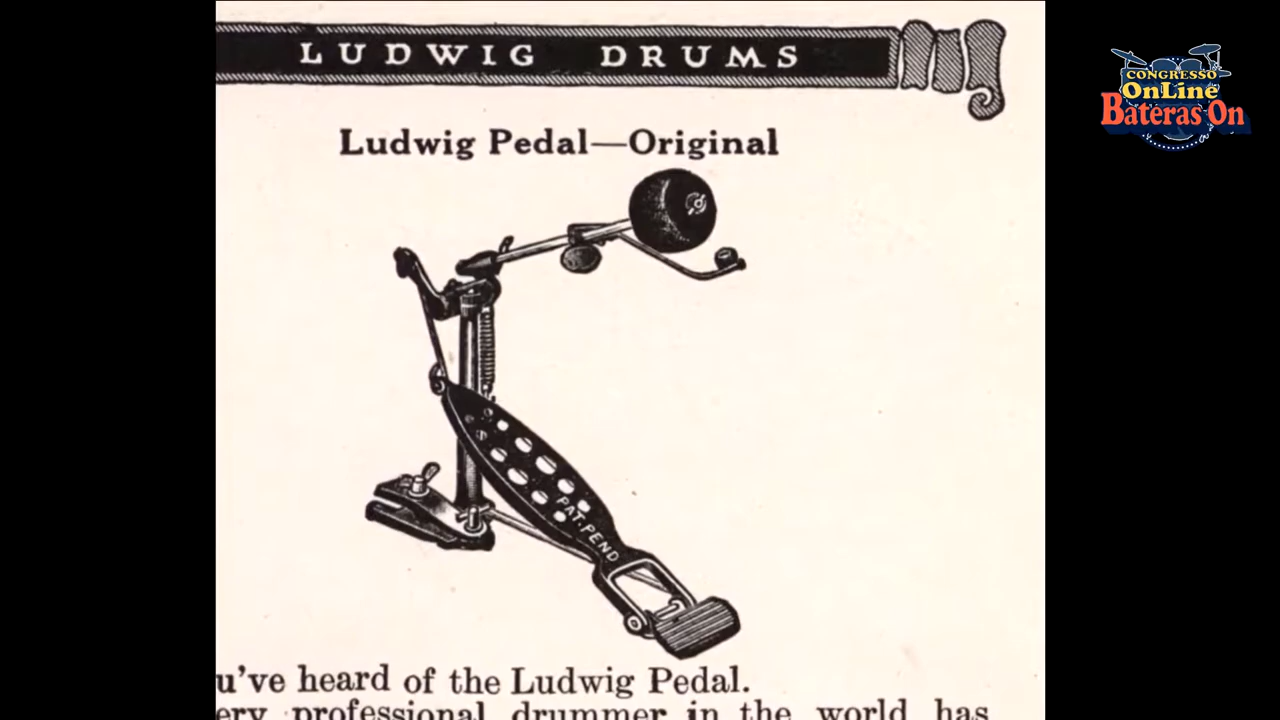 LUDWIG DRUMS
CONGRESSO
OnLine
Bateras On
Ludwig Pedal—Original
PAT. PEND
u've heard of the Ludwig Pedal.
ery professional drummer in the world has